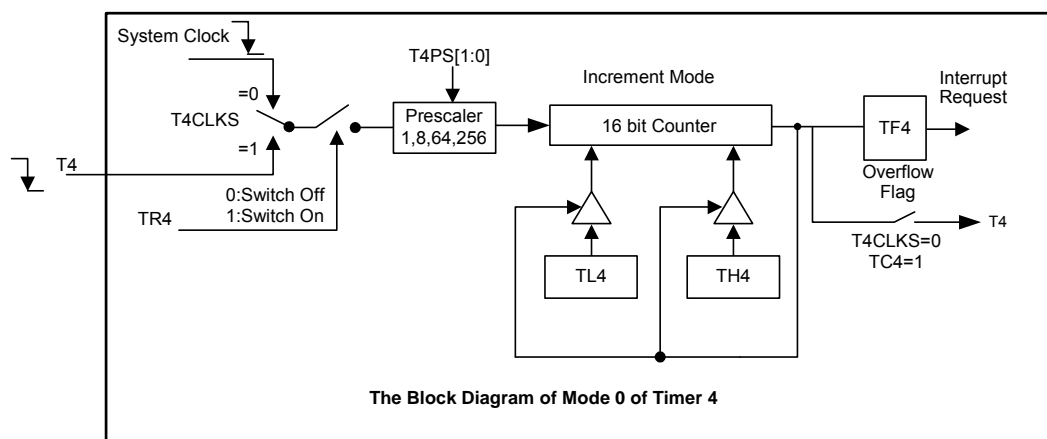 System Clock
T4PS[1:0]
Increment Mode
Interrupt
Request
=0
T4CLKS
=1
Prescaler
1,8,64,256
16 bit Counter
TF4
Overflow
Flag
T4
0:Switch Off
1:Switch On
TR4
T4
T4CLKS=0
TC4=1
TL4
TH4
The Block Diagram of Mode 0 of Timer 4